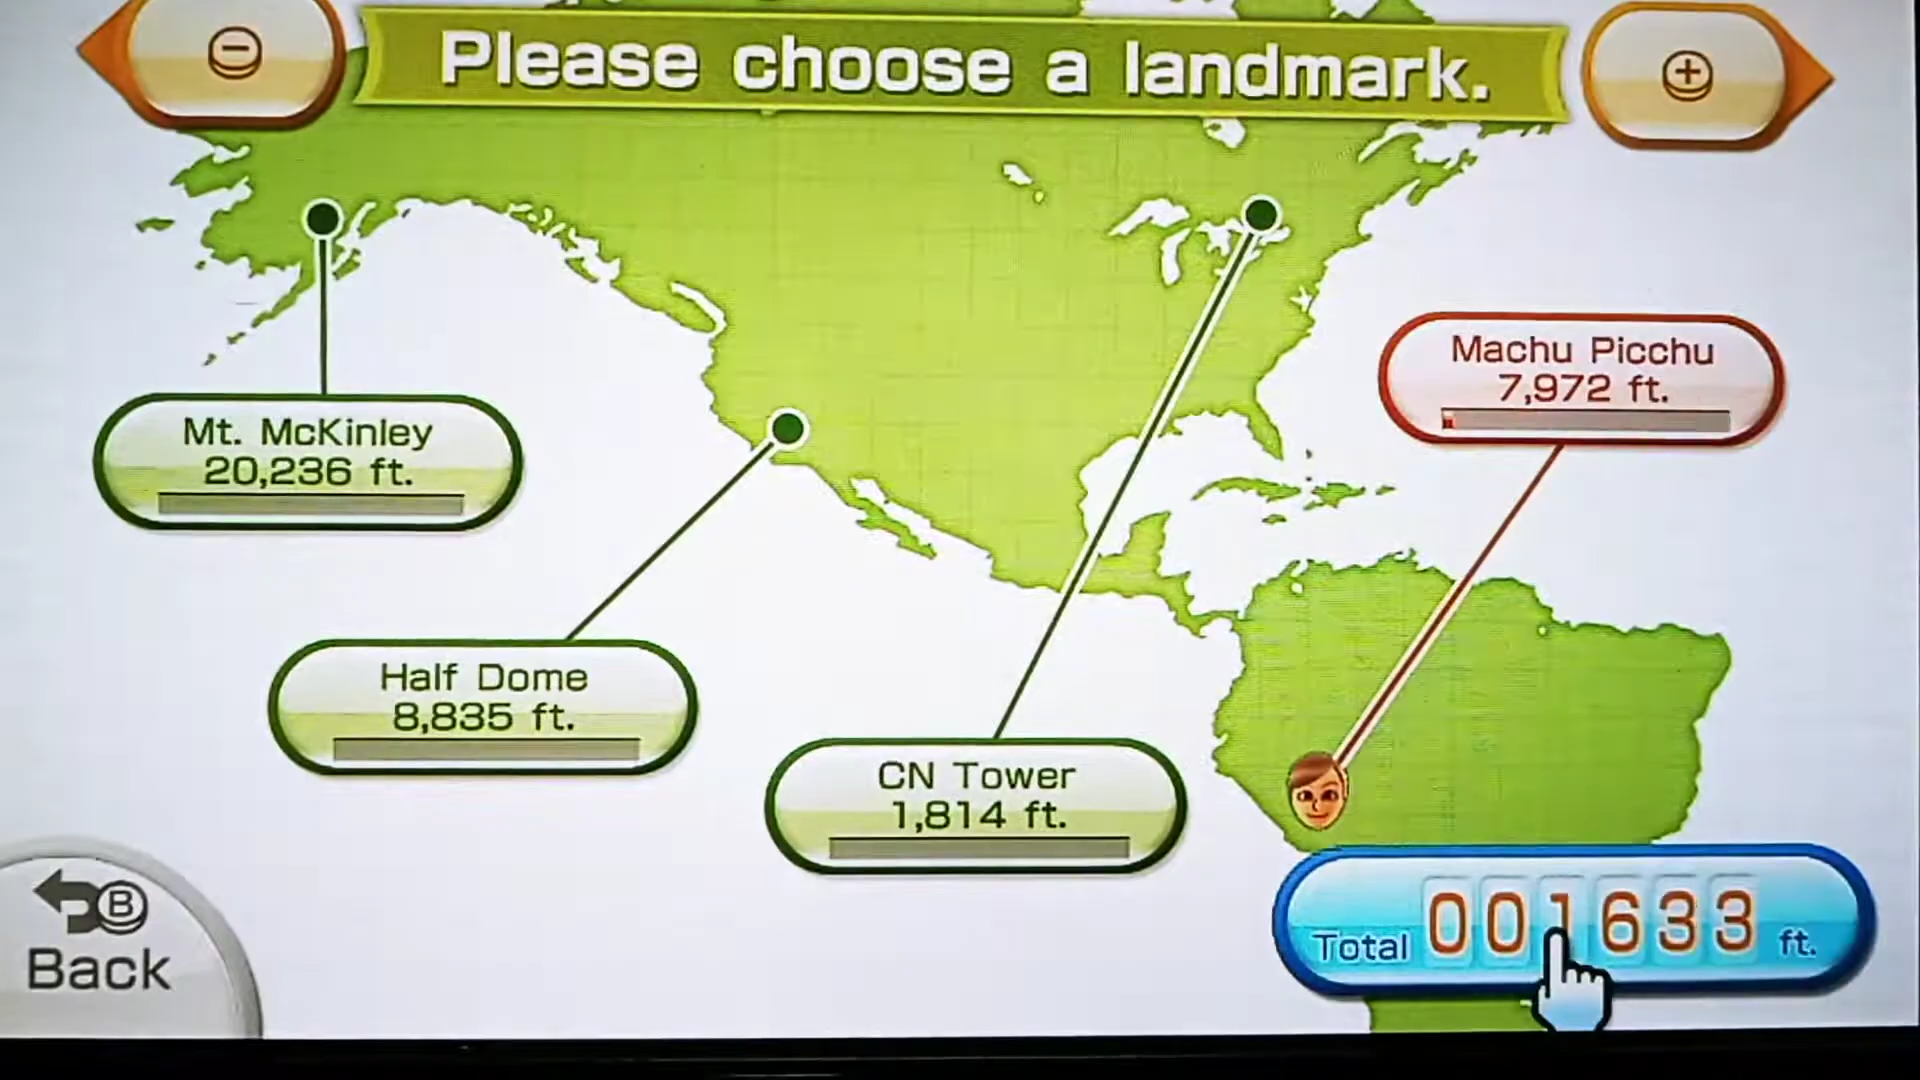 Please choose a landmark.
Machu Picchu
7,972 ft.
Mt. McKinley
20,236 ft.
Half Dome
8,835 ft.
CN Tower
1,814 ft.
B
Back
Total 001633 ft.